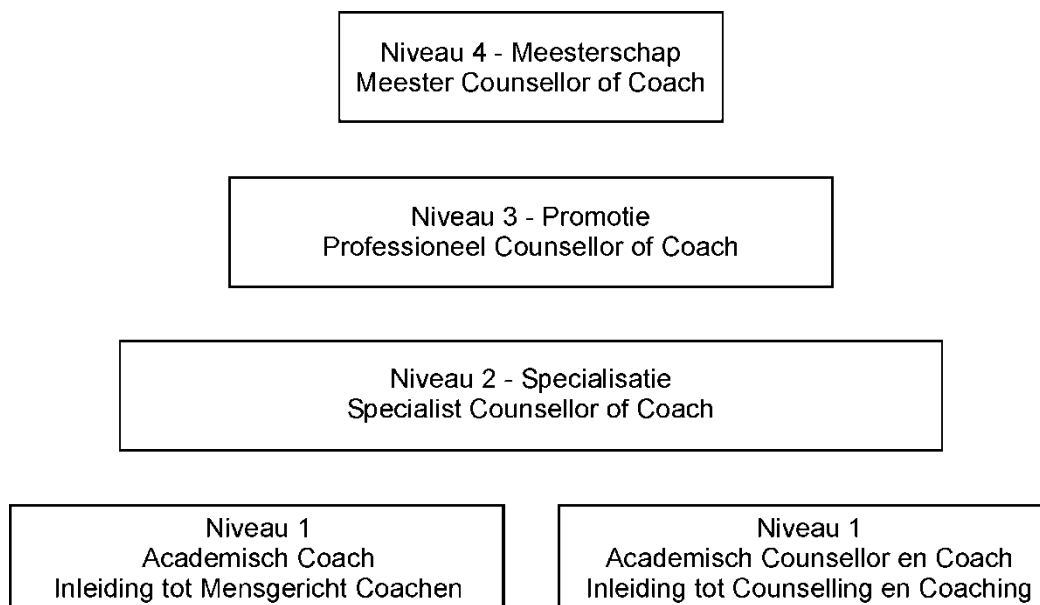 Niveau 4 - Meesterschap
Meester Counsellor of Coach
Niveau 3 - Promotie
Professioneel Counsellor of Coach
Niveau 2 - Specialisatie
Specialist Counsellor of Coach
Niveau 1
Academisch Coach
Inleiding tot Mensgericht Coachen
Niveau 1
Academisch Counsellor en Coach
Inleiding tot Counselling en Coaching